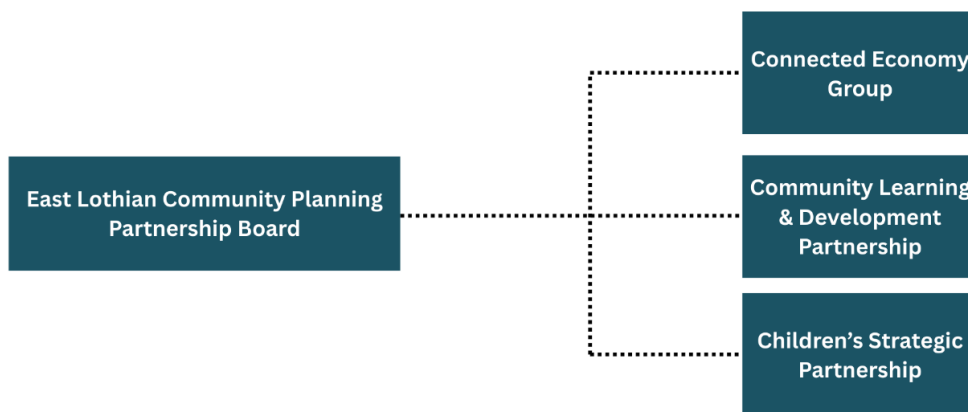 Connected Economy
Group
East Lothian Community Planning
Partnership Board
Community Learning
& Development
Partnership
Children’s Strategic
Partnership